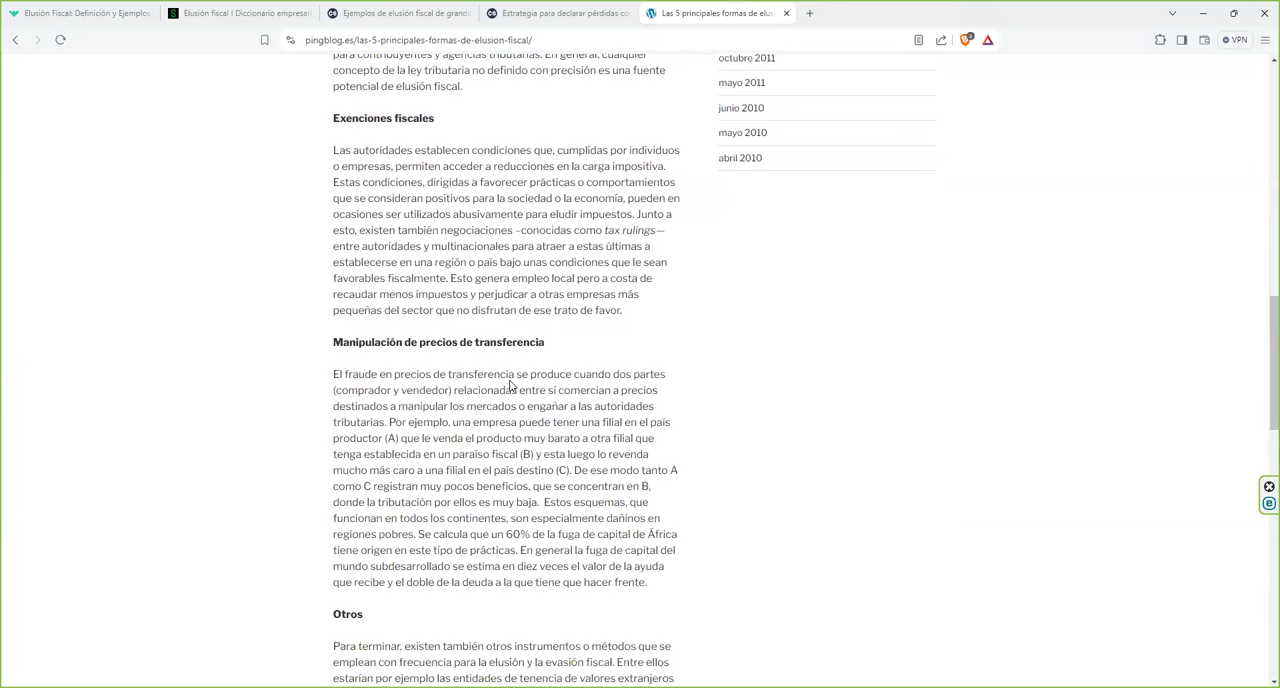 Elusión Fiscal: Definición y Ejemplos
Elusión fiscal I Diccionario empresari
Ejemplos de elusión fiscal de grande
Estrategia para declarar pérdidas co
Las 5 principales formas de elus
pingblog.es/las-5-principales-formas-de-elusion-fiscal/
VPN
para contribuyentes y agencias tributarias. En general, cualquier
concepto de la ley tributaria no definido con precisión es una fuente
potencial de elusión fiscal.
Exenciones fiscales
Las autoridades establecen condiciones que, cumplidas por individuos
o empresas, permiten acceder a reducciones en la carga impositiva.
Estas condiciones, dirigidas a favorecer prácticas o comportamientos
que se consideran positivos para la sociedad o la economía, pueden en
ocasiones ser utilizados abusivamente para eludir impuestos. Junto a
esto, existen también negociaciones –conocidas como tax rulings—
entre autoridades y multinacionales para atraer a estas últimas a
establecerse en una región o país bajo unas condiciones que le sean
favorables fiscalmente. Esto genera empleo local pero a costa de
recaudar menos impuestos y perjudicar a otras empresas más
pequeñas del sector que no disfrutan de ese trato de favor.
Manipulación de precios de transferencia
El fraude en precios de transferencia se produce cuando dos partes
(comprador y vendedor) relacionadas entre sí comercian a precios
destinados a manipular los mercados o engañar a las autoridades
tributarias. Por ejemplo, una empresa puede tener una filial en el país
productor (A) que le venda el producto muy barato a otra filial que
tenga establecida en un paraíso fiscal (B) y esta luego lo revenda
mucho más caro a una filial en el país destino (C). De ese modo tanto A
como C registran muy pocos beneficios, que se concentran en B,
donde la tributación por ellos es muy baja. Estos esquemas, que
funcionan en todos los continentes, son especialmente dañinos en
regiones pobres. Se calcula que un 60% de la fuga de capital de África
tiene origen en este tipo de prácticas. En general la fuga de capital del
mundo subdesarrollado se estima en diez veces el valor de la ayuda
que recibe y el doble de la deuda a la que tiene que hacer frente.
Otros
Para terminar, existen también otros instrumentos o métodos que se
emplean con frecuencia para la elusión y la evasión fiscal. Entre ellos
estarían por ejemplo las entidades de tenencia de valores extranjeros
octubre 2011
mayo 2011
junio 2010
mayo 2010
abril 2010